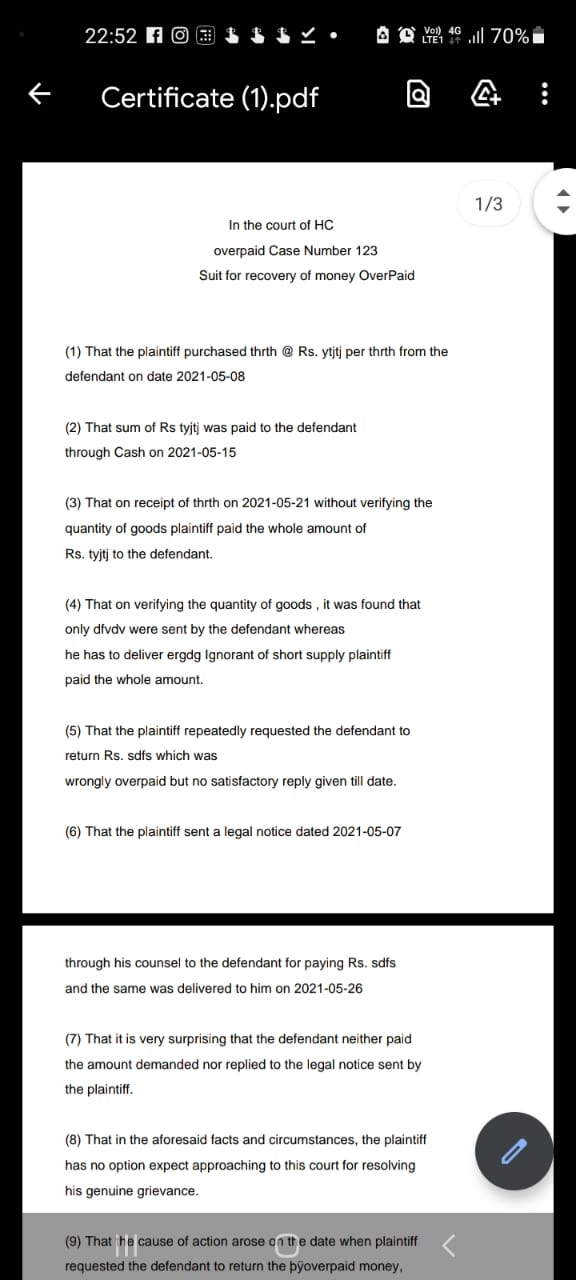 22:52
Vo)) 4G
LTE1
70%
Certificate (1).pdf
1/3
In the court of HC
overpaid Case Number 123
Suit for recovery of money OverPaid
(1) That the plaintiff purchased thrth @ Rs. ytjtj per thrth from the
defendant on date 2021-05-08
(2) That sum of Rs tyjtj was paid to the defendant
through Cash on 2021-05-15
(3) That on receipt of thrth on 2021-05-21 without verifying the
quantity of goods plaintiff paid the whole amount of
Rs. tyjtj to the defendant.
(4) That on verifying the quantity of goods , it was found that
only dfvdv were sent by the defendant whereas
he has to deliver ergdg Ignorant of short supply plaintiff
paid the whole amount.
(5) That the plaintiff repeatedly requested the defendant to
return Rs. sdfs which was
wrongly overpaid but no satisfactory reply given till date.
(6) That the plaintiff sent a legal notice dated 2021-05-07
through his counsel to the defendant for paying Rs. sdfs
and the same was delivered to him on 2021-05-26
(7) That it is very surprising that the defendant neither paid
the amount demanded nor replied to the legal notice sent by
the plaintiff.
(8) That in the aforesaid facts and circumstances, the plaintiff
has no option expect approaching to this court for resolving
his genuine grievance.
(9) That the cause of action arose on the date when plaintiff
requested the defendant to return the þÿoverpaid money,